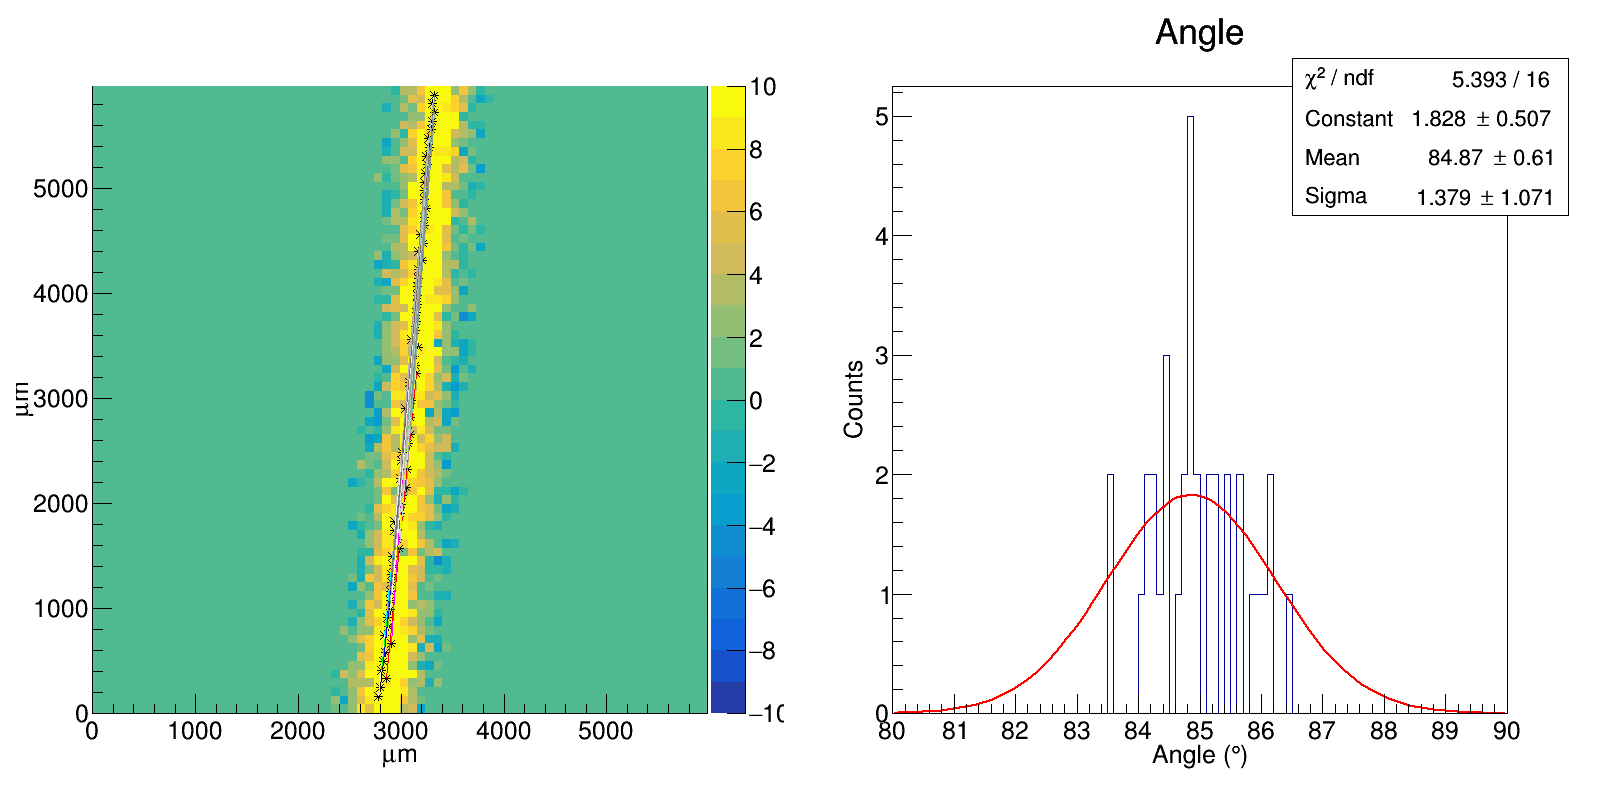 Angle
χ² / ndf 5.393 / 16
Constant 1.828 ± 0.507
Mean 84.87 ± 0.61
Sigma 1.379 ± 1.071
μm
5000
4000
3000
2000
1000
0
0 1000 2000 3000 4000 5000
μm
10
8
6
4
2
0
−2
−4
−6
−8
−10
Counts
5
4
3
2
1
0
80 81 82 83 84 85 86 87 88 89 90
Angle (°)